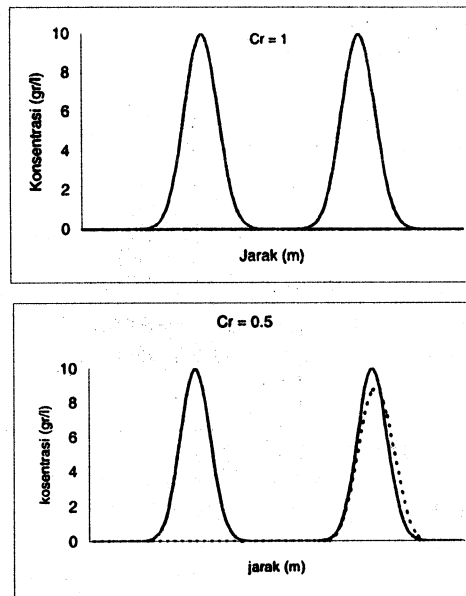 Cr = 1
Konsentrasi (gr/l)
10
8
6
4
2
0
Jarak (m)
Cr = 0.5
kosentrasi (gr/l)
10
8
6
4
2
0
jarak (m)